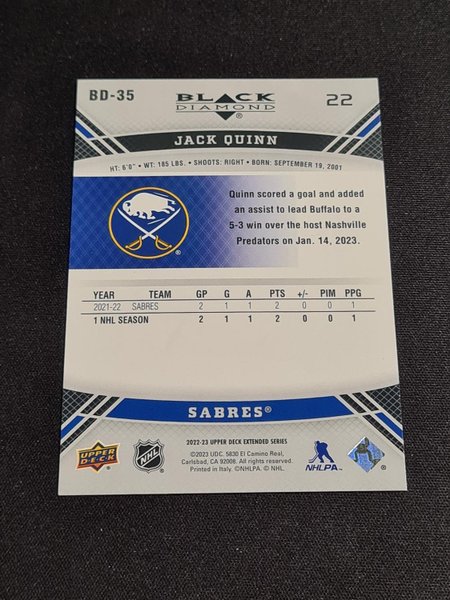 BD-35
BLACK
DIAMOND®
22
JACK QUINN
HT: 6'0" • WT: 185 LBS. • SHOOTS: RIGHT • BORN: SEPTEMBER 19, 2001
Quinn scored a goal and added
an assist to lead Buffalo to a
5-3 win over the host Nashville
Predators on Jan. 14, 2023.
®
YEAR TEAM GP G A PTS +/- PIM PPG
2021-22 SABRES 2 1 1 2 0 0 1
1 NHL SEASON 2 1 1 2 0 0 1
SABRES®
2022-23 UPPER DECK EXTENDED SERIES
©2023 UDC. 5830 El Camino Real,
Carlsbad, CA 92008. All rights reserved.
Printed in Italy. ©NHLPA. © NHL.
UPPER
DECK
NHL
NHLPA
®